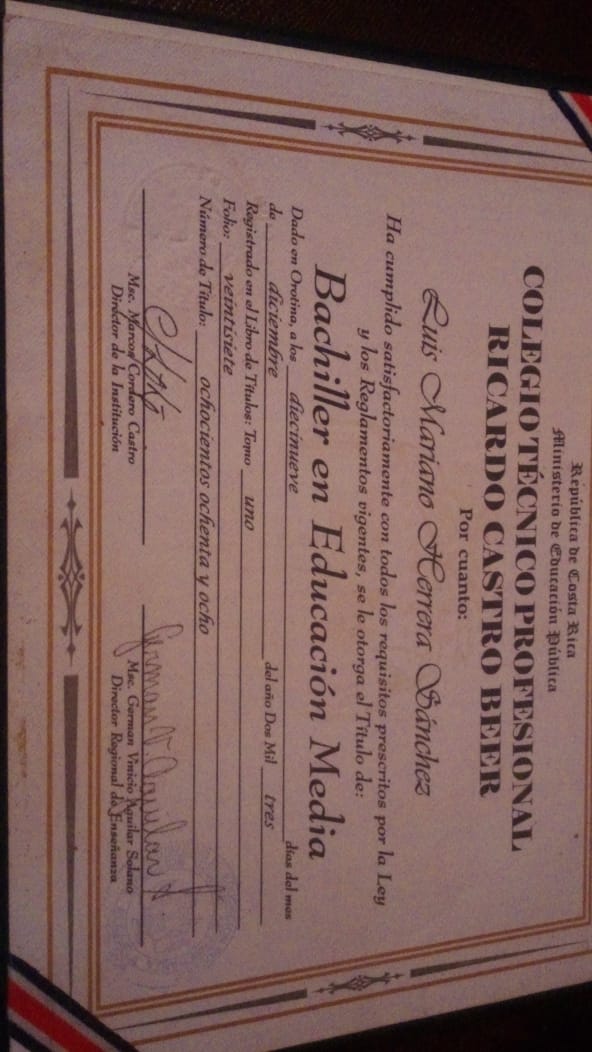 República de Costa Rica
Ministerio de Educación Pública
COLEGIO TÉCNICO PROFESIONAL
RICARDO CASTRO BEER
Por cuanto:
Luis Mariano Herrera Sánchez
Ha cumplido satisfactoriamente con todos los requisitos prescritos por la Ley
y los Reglamentos vigentes, se le otorga el Título de:
Bachiller en Educación Media
Dado en Orotina, a los diecinueve días del mes
de diciembre del año Dos Mil tres
Registrado en el Libro de Títulos: Tomo uno
Folio: veintisiete
Número de Título: ochocientos ochenta y ocho
German V. Aguilar S.
Msc. Marcos Cordero Castro Msc. German Vinicio Aguilar Solano
Director de la Institución Director Regional de Enseñanza